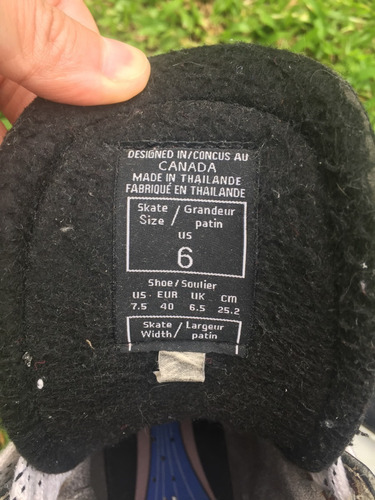 DESIGNED IN/CONCUS AU
CANADA
MADE IN THAILANDE
FABRIQUÉ EN THAILANDE
Skate / Grandeur
Size / patin
US
6
Shoe/Soulier
US EUR UK CM
7.5 40 6.5 25.2
Skate / Largeur
Width / patin